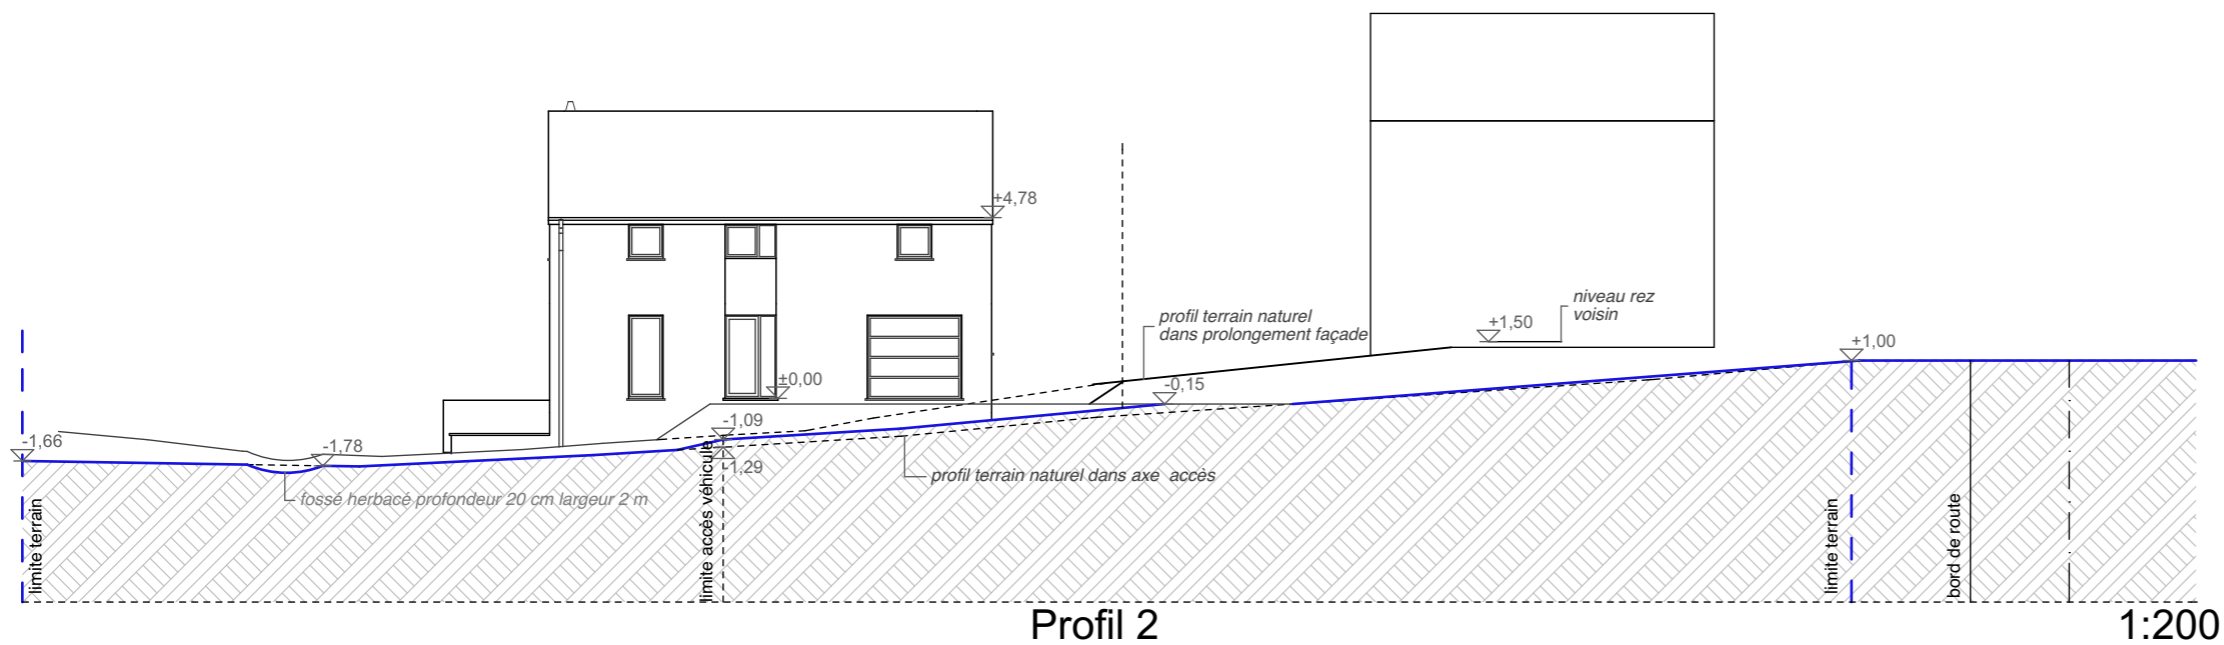 +4,78
profil terrain naturel
dans prolongement façade
niveau rez
voisin
+1,50
+1,00
±0,00
-0,15
-1,09
-1,66
-1,78
-1,29
fossé herbacé profondeur 20 cm largeur 2 m
profil terrain naturel dans axe accès
limite terrain
limite accès véhicule
limite terrain
bord de route
Profil 2
1:200